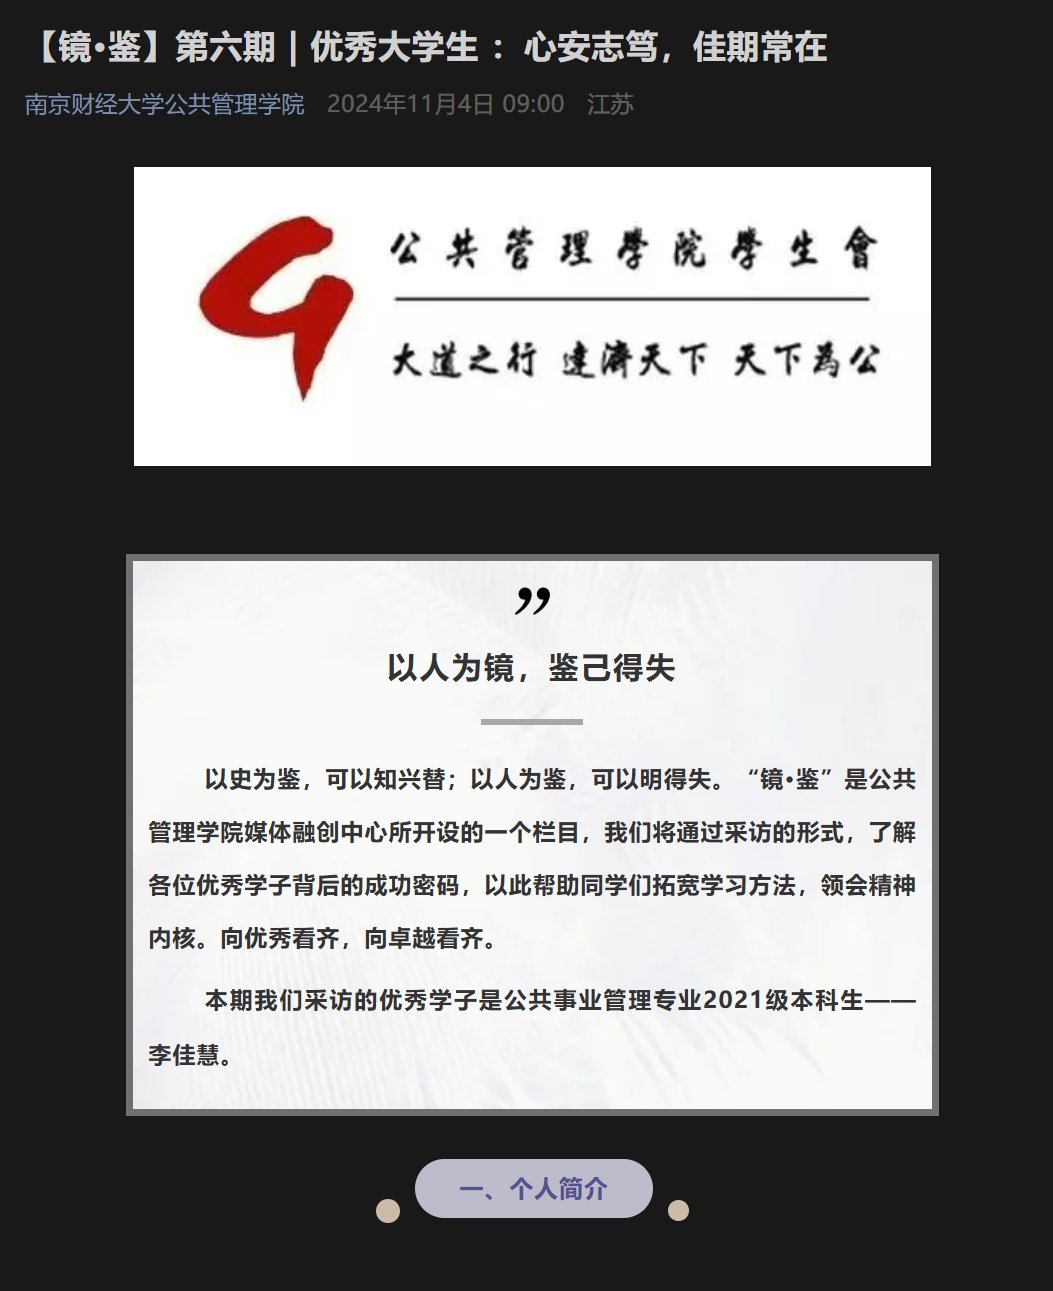 【镜•鉴】第六期 | 优秀大学生 ：心安志笃，佳期常在
南京财经大学公共管理学院 2024年11月4日 09:00 江苏
公共管理學院學生會
大道之行 達濟天下 天下為公
”
以人为镜，鉴己得失
以史为鉴，可以知兴替；以人为鉴，可以明得失。“镜•鉴”是公共
管理学院媒体融创中心所开设的一个栏目，我们将通过采访的形式，了解
各位优秀学子背后的成功密码，以此帮助同学们拓宽学习方法，领会精神
内核。向优秀看齐，向卓越看齐。
本期我们采访的优秀学子是公共事业管理专业2021级本科生——
李佳慧。
一、个人简介